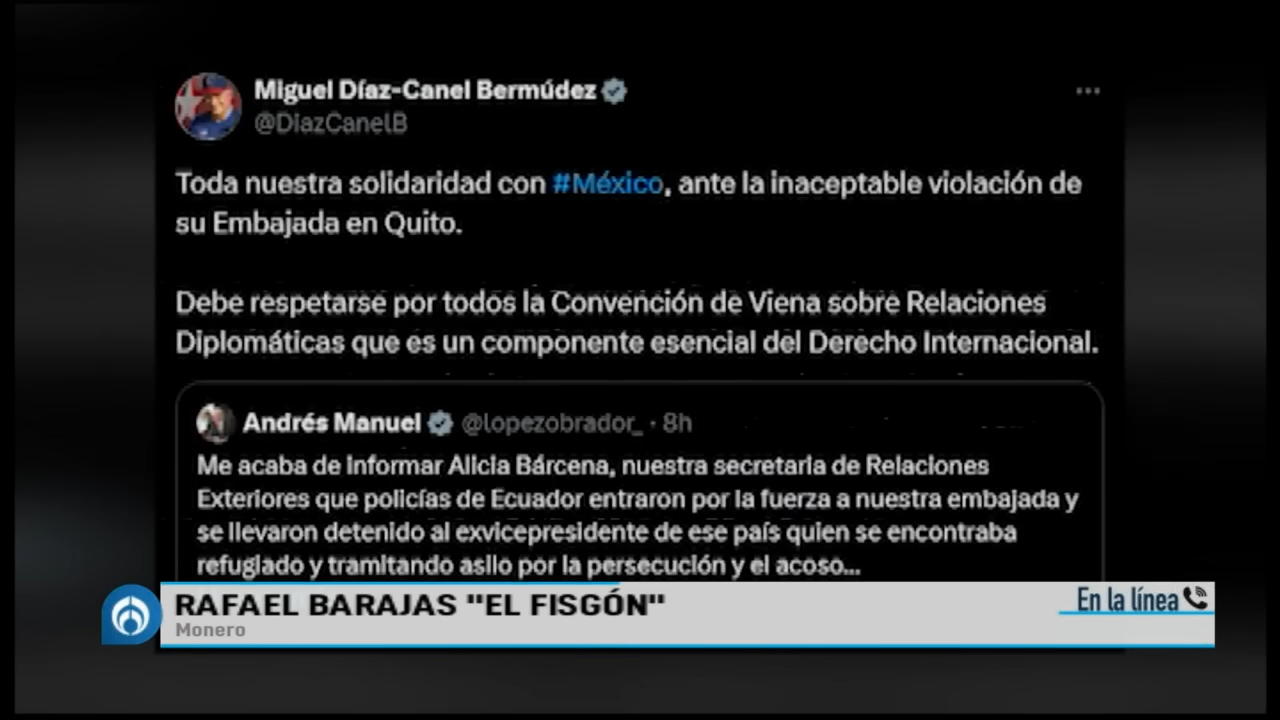 Miguel Díaz-Canel Bermúdez
@DiazCanelB
Toda nuestra solidaridad con #México, ante la inaceptable violación de
su Embajada en Quito.
Debe respetarse por todos la Convención de Viena sobre Relaciones
Diplomáticas que es un componente esencial del Derecho Internacional.
Andrés Manuel @lopezobrador_ · 8h
Me acaba de informar Alicia Bárcena, nuestra secretaria de Relaciones
Exteriores que policías de Ecuador entraron por la fuerza a nuestra embajada y
se llevaron detenido al exvicepresidente de ese país quien se encontraba
refugiado y tramitando asilo por la persecución y el acoso...
RAFAEL BARAJAS "EL FISGÓN"
En la línea
Monero